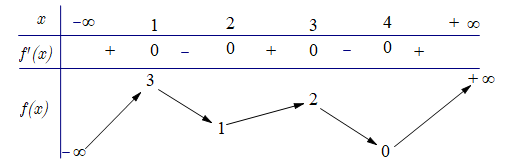 x −∞ 1 2 3 4 + ∞
f'(x) + 0 − 0 + 0 − 0 +
3 + ∞
2
f(x) 1
−∞ 0